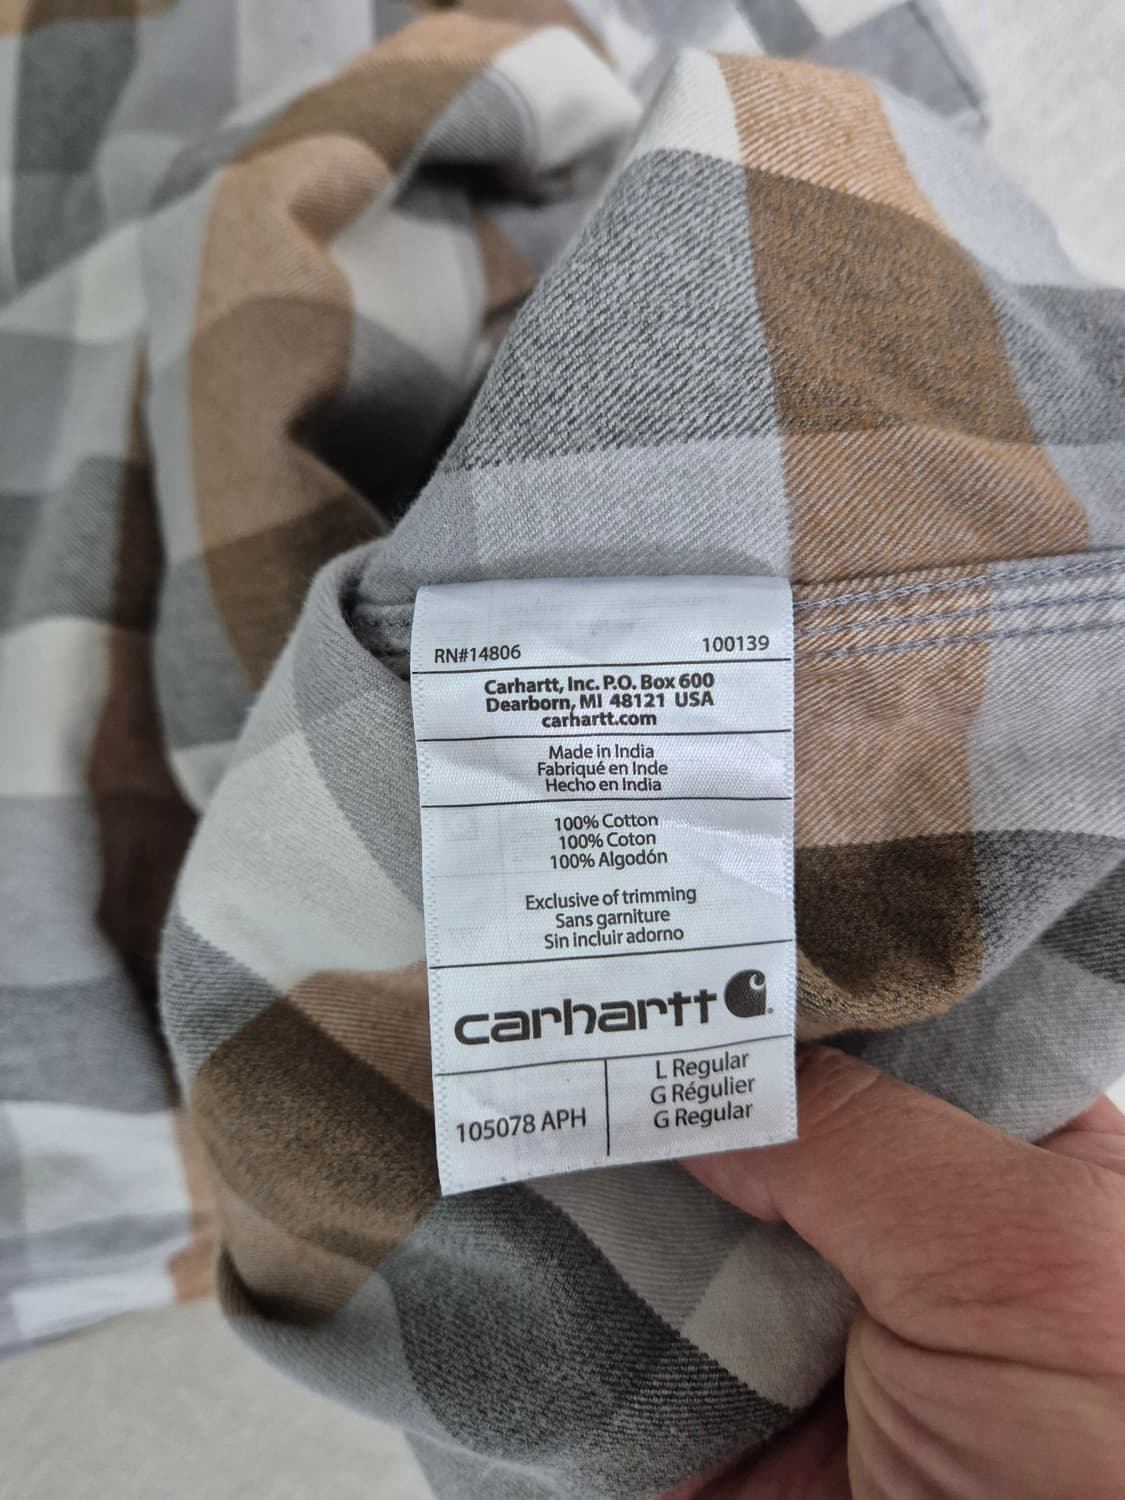 RN#14806 100139
Carhartt, Inc. P.O. Box 600
Dearborn, MI 48121 USA
carhartt.com
Made in India
Fabriqué en Inde
Hecho en India
100% Cotton
100% Coton
100% Algodón
Exclusive of trimming
Sans garniture
Sin incluir adorno
carhartt
105078 APH
L Regular
G Régulier
G Regular